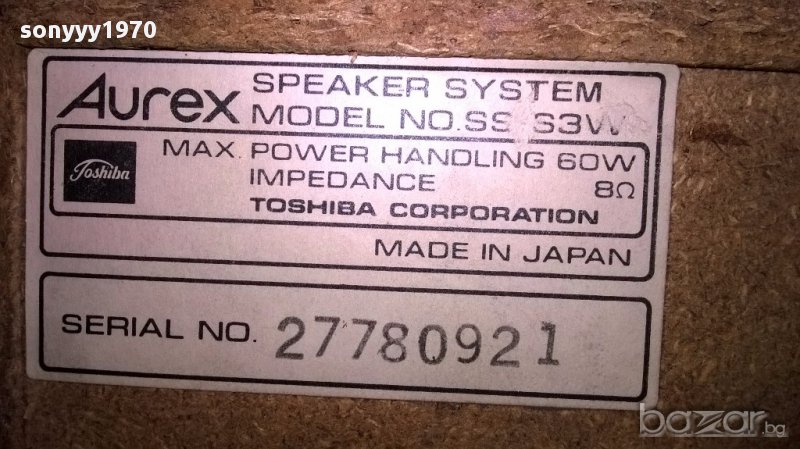 sonyyy1970
Aurex SPEAKER SYSTEM
MODEL NO.SS S3W
Toshiba
MAX. POWER HANDLING 60W
IMPEDANCE 8Ω
TOSHIBA CORPORATION
MADE IN JAPAN
SERIAL NO. 27780921
bazar.bg